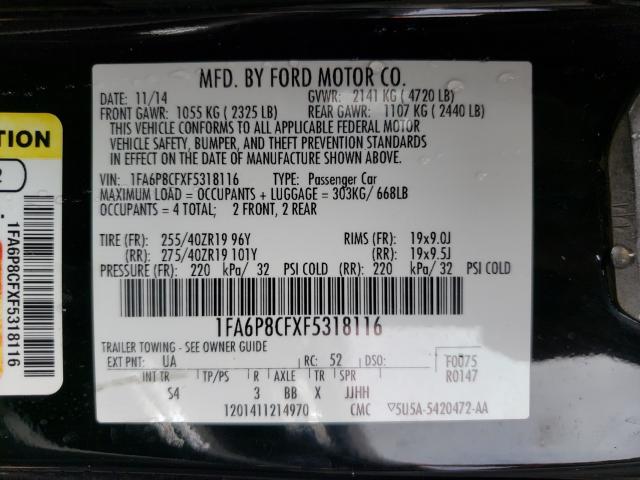 MFD. BY FORD MOTOR CO.
DATE: 11/14 GVWR: 2141 KG ( 4720 LB)
FRONT GAWR: 1055 KG ( 2325 LB) REAR GAWR: 1107 KG ( 2440 LB)
THIS VEHICLE CONFORMS TO ALL APPLICABLE FEDERAL MOTOR
VEHICLE SAFETY, BUMPER, AND THEFT PREVENTION STANDARDS
IN EFFECT ON THE DATE OF MANUFACTURE SHOWN ABOVE.
VIN: 1FA6P8CFXF5318116 TYPE: Passenger Car
MAXIMUM LOAD = OCCUPANTS + LUGGAGE = 303KG/ 668LB
OCCUPANTS = 4 TOTAL; 2 FRONT, 2 REAR
TIRE (FR): 255/40ZR19 96Y RIMS (FR): 19x9.0J
(RR): 275/40ZR19 101Y (RR): 19x9.5J
PRESSURE (FR): 220 kPa/ 32 PSI COLD (RR): 220 kPa/ 32 PSI COLD
1FA6P8CFXF5318116
TRAILER TOWING - SEE OWNER GUIDE
EXT PNT: UA RC: 52 DSO: F0075
INT TR TP/PS R AXLE TR SPR R0147
S4 3 BB X JJHH
1201411214970 CMC ▽5U5A-5420472-AA
TION
2
1FA6P8CFXF5318116